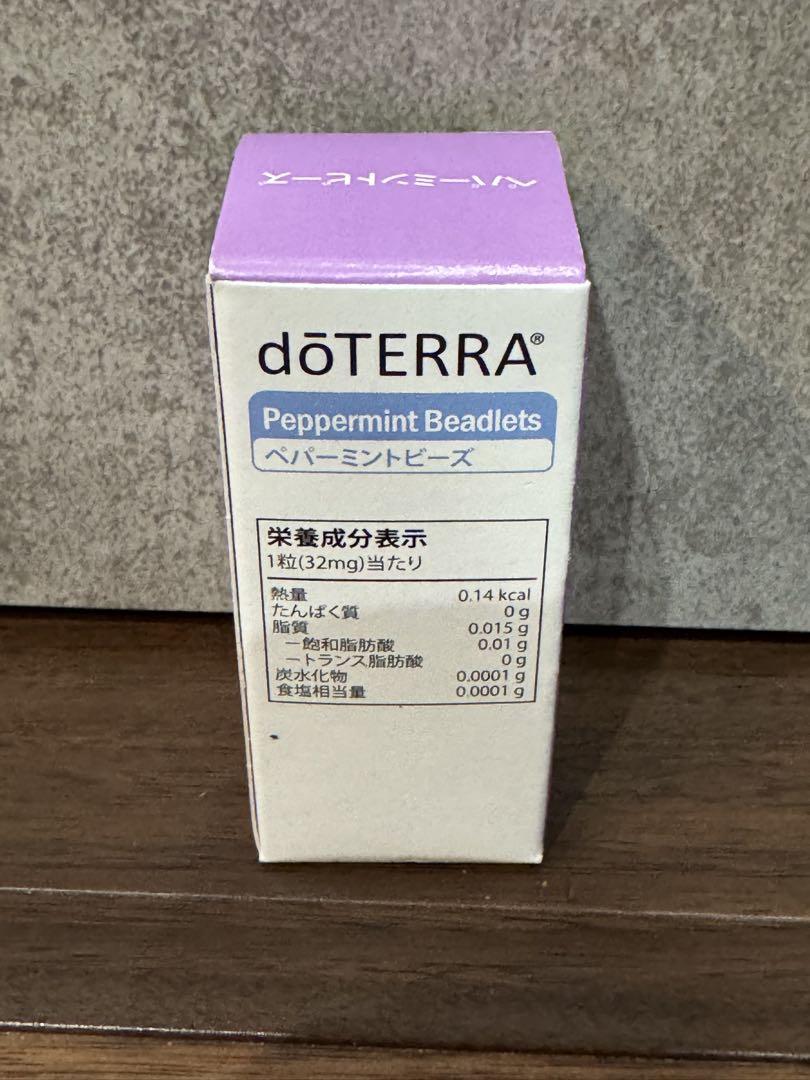 ペパーミントビーズ
dōTERRA®
Peppermint Beadlets
ペパーミントビーズ
栄養成分表示
1粒(32mg)当たり
熱量 0.14 kcal
たんぱく質 0 g
脂質 0.015 g
－飽和脂肪酸 0.01 g
－トランス脂肪酸 0 g
炭水化物 0.0001 g
食塩相当量 0.0001 g